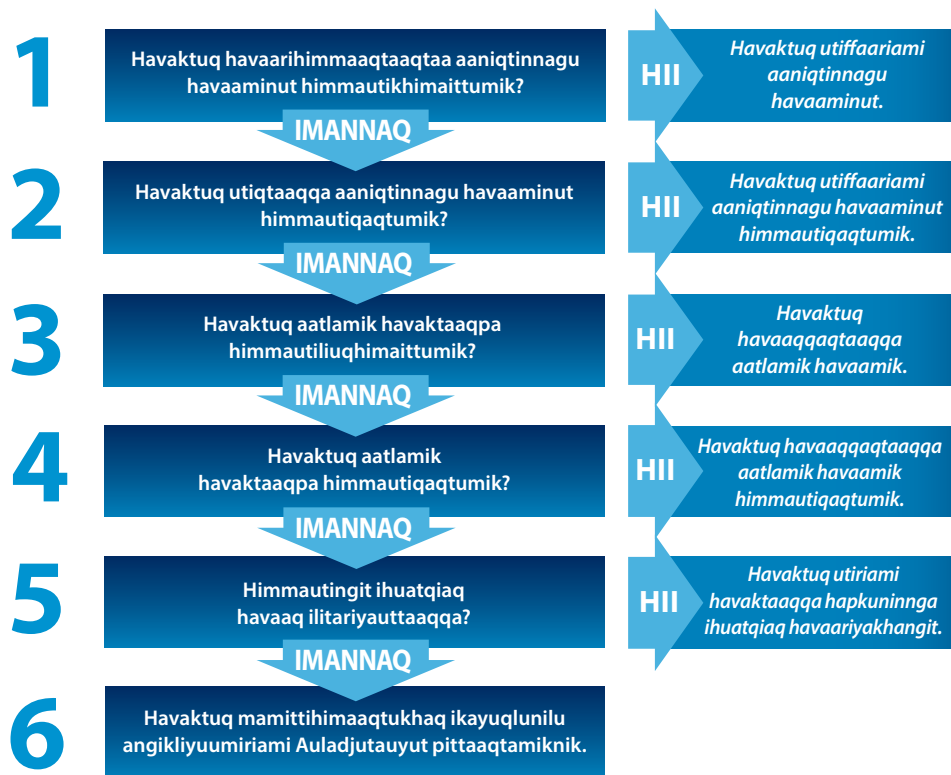 1
Havaktuq havaarihimmaaqtaaqtaa aaniqtinnagu
havaaminut himmautikhimaittumik?
HII
Havaktuq utiffaariami
aaniqtinnagu
havaaminut.
IMANNAQ
2
Havaktuq utiqtaaqqa aaniqtinnagu havaaminut
himmautiqaqtumik?
HII
Havaktuq utiffaariami
aaniqtinnagu havaaminut
himmautiqaqtumik.
IMANNAQ
3
Havaktuq aatlamik havaktaaqpa
himmautiliuqhimaittumik?
HII
Havaktuq
havaaqqaqtaaqqa
aatlamik havaamik.
IMANNAQ
4
Havaktuq aatlamik
havaktaaqpa himmautiqaqtumik?
HII
Havaktuq havaaqqaqtaaqqa
aatlamik havaamik
himmautiqaqtumik.
IMANNAQ
5
Himmautingit ihuatqiaq
havaaq ilitariyauttaaqqa?
HII
Havaktuq utiriami
havaktaaqqa hapkuninnga
ihuatqiaq havaariyakhangit.
IMANNAQ
6
Havaktuq mamittihimaaqtukhaq ikayuqlunilu
angikliyuumiriami Auladjutauyut pittaaqtamiknik.